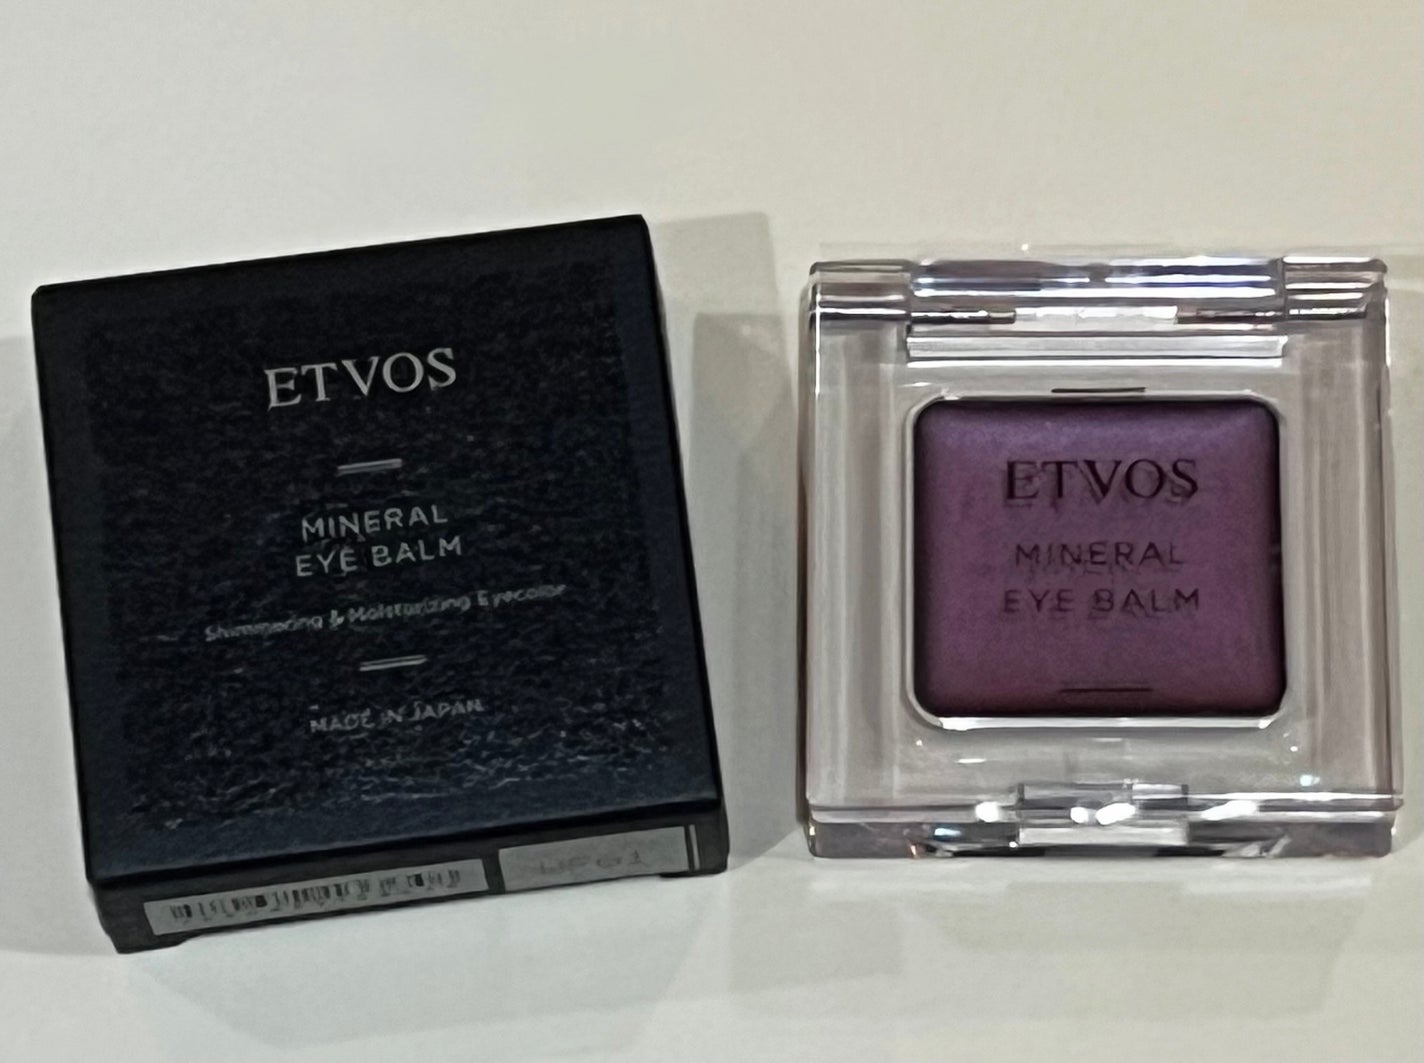 ETVOS
MINERAL
EYE BALM
Shimmering & Moisturizing Eyecolor
MADE IN JAPAN
ETVOS
MINERAL
EYE BALM